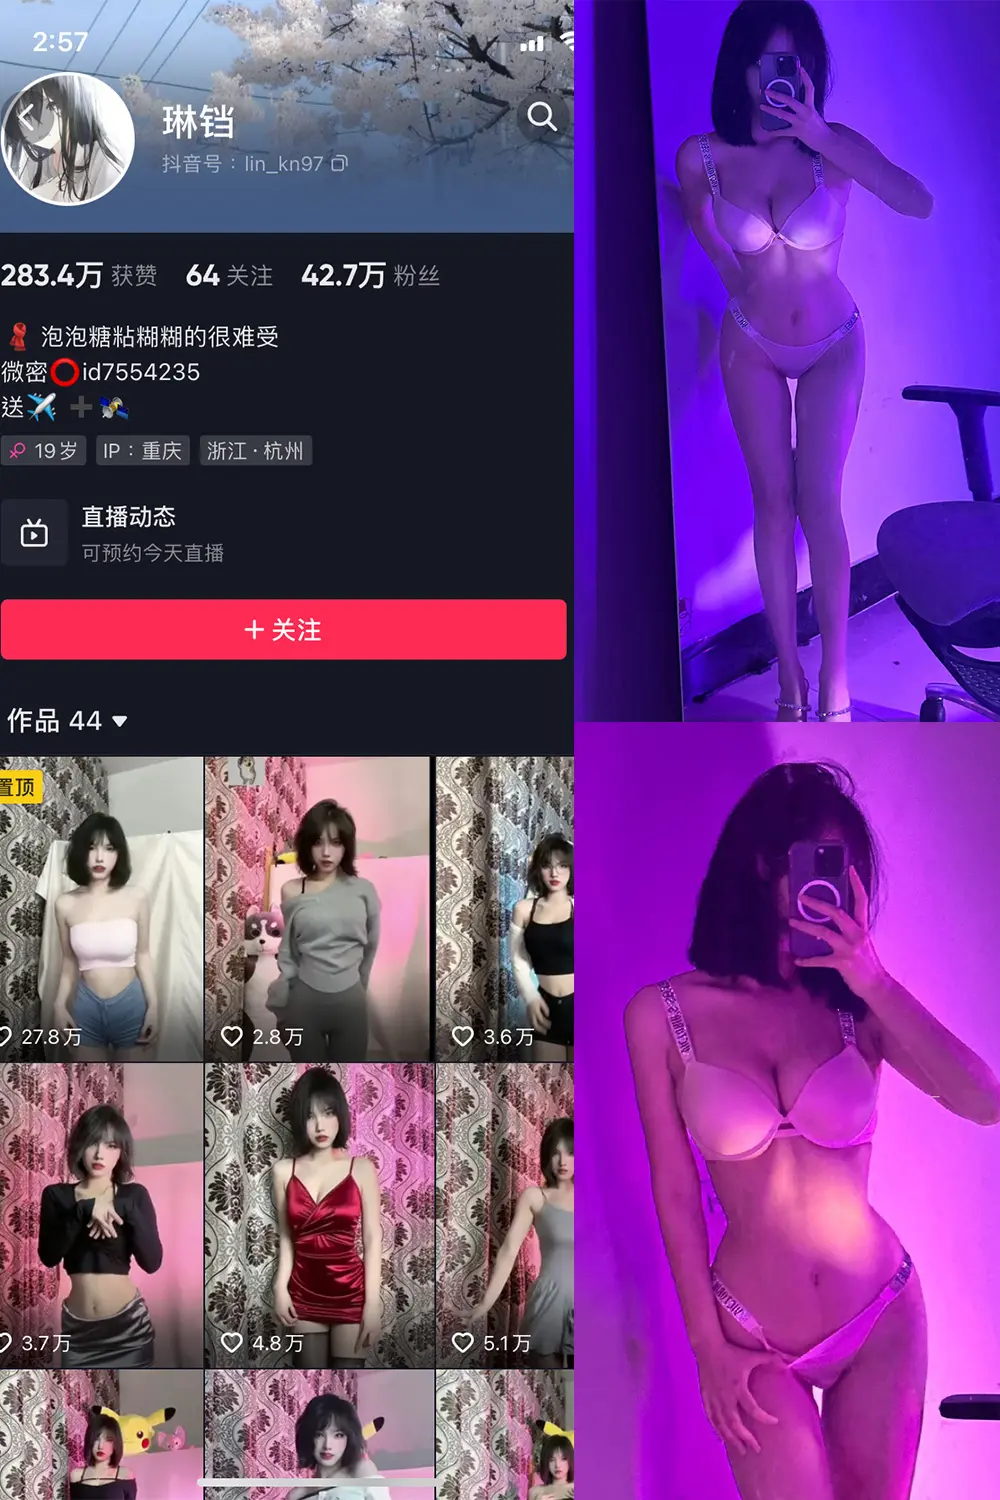 2:57
琳铛
抖音号：lin_kn97
283.4万 获赞 64 关注 42.7万 粉丝
泡泡糖粘糊糊的很难受
微密⭕id7554235
送✈️➕🛰️
19岁 IP：重庆 浙江·杭州
直播动态
可预约今天直播
+ 关注
作品 44
置顶
27.8万 2.8万 3.6万
3.7万 4.8万 5.1万